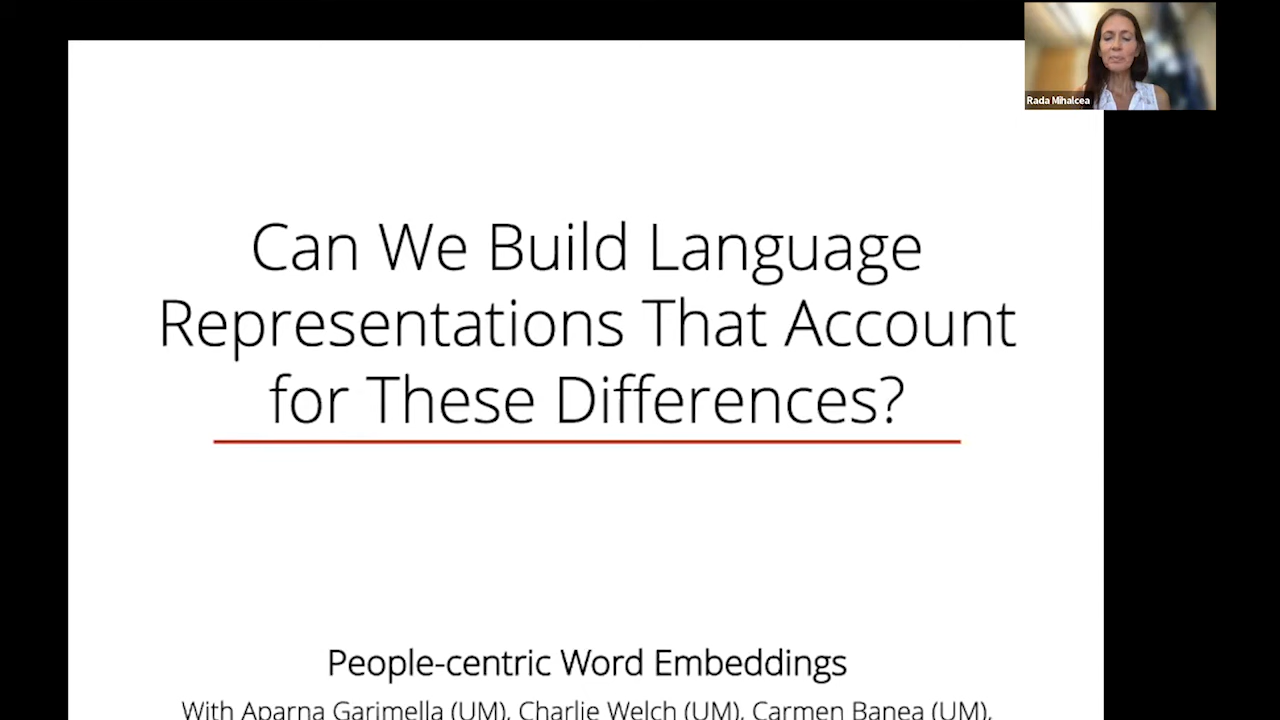 Rada Mihalcea
Can We Build Language
Representations That Account
for These Differences?
People-centric Word Embeddings
With Aparna Garimella (UM), Charlie Welch (UM), Carmen Banea (UM),